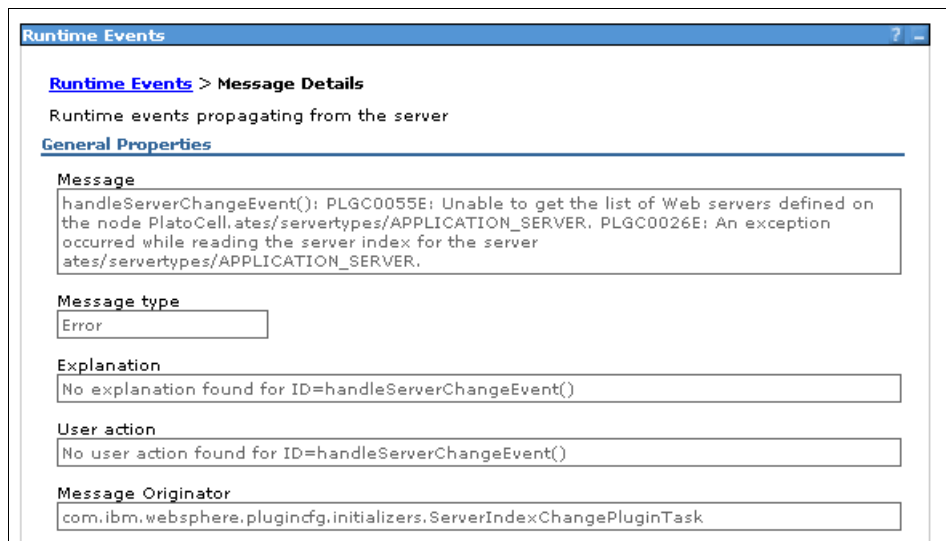 Runtime Events ? –
Runtime Events > Message Details
Runtime events propagating from the server
General Properties
Message
handleServerChangeEvent(): PLGC0055E: Unable to get the list of Web servers defined on
the node PlatoCell.ates/servertypes/APPLICATION_SERVER. PLGC0026E: An exception
occurred while reading the server index for the server
ates/servertypes/APPLICATION_SERVER.
Message type
Error
Explanation
No explanation found for ID=handleServerChangeEvent()
User action
No user action found for ID=handleServerChangeEvent()
Message Originator
com.ibm.websphere.plugincfg.initializers.ServerIndexChangePluginTask